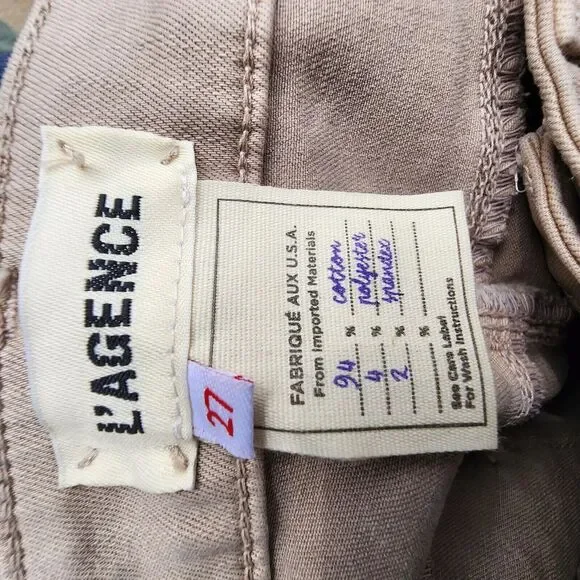 L'AGENCE
27
FABRIQUÉ AUX U.S.A.
From Imported Materials
94 % cotton
4 % polyester
2 % spandex
%
See Care Label
For Wash Instructions